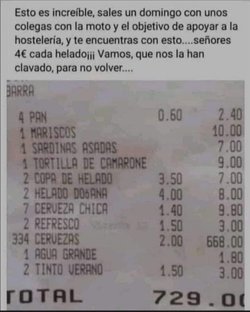 Esto es increíble, sales un domingo con unos
colegas con la moto y el objetivo de apoyar a la
hostelería, y te encuentras con esto....señores
4€ cada helado¡¡¡ Vamos, que nos la han
clavado, para no volver....
BARRA
4 PAN 0.60 2.40
1 MARISCOS 10.00
1 SARDINAS ASADAS 7.00
1 TORTILLA DE CAMARONE 9.00
2 COPA DE HELADO 3.50 7.00
2 HELADO 4.00 8.00
7 CERVEZA CHICA 1.40 9.80
2 REFRESCO 1.50 3.00
334 CERVEZAS 2.00 668.00
1 AGUA GRANDE 1.80
2 TINTO VERANO 1.50 3.00
TOTAL 729.00